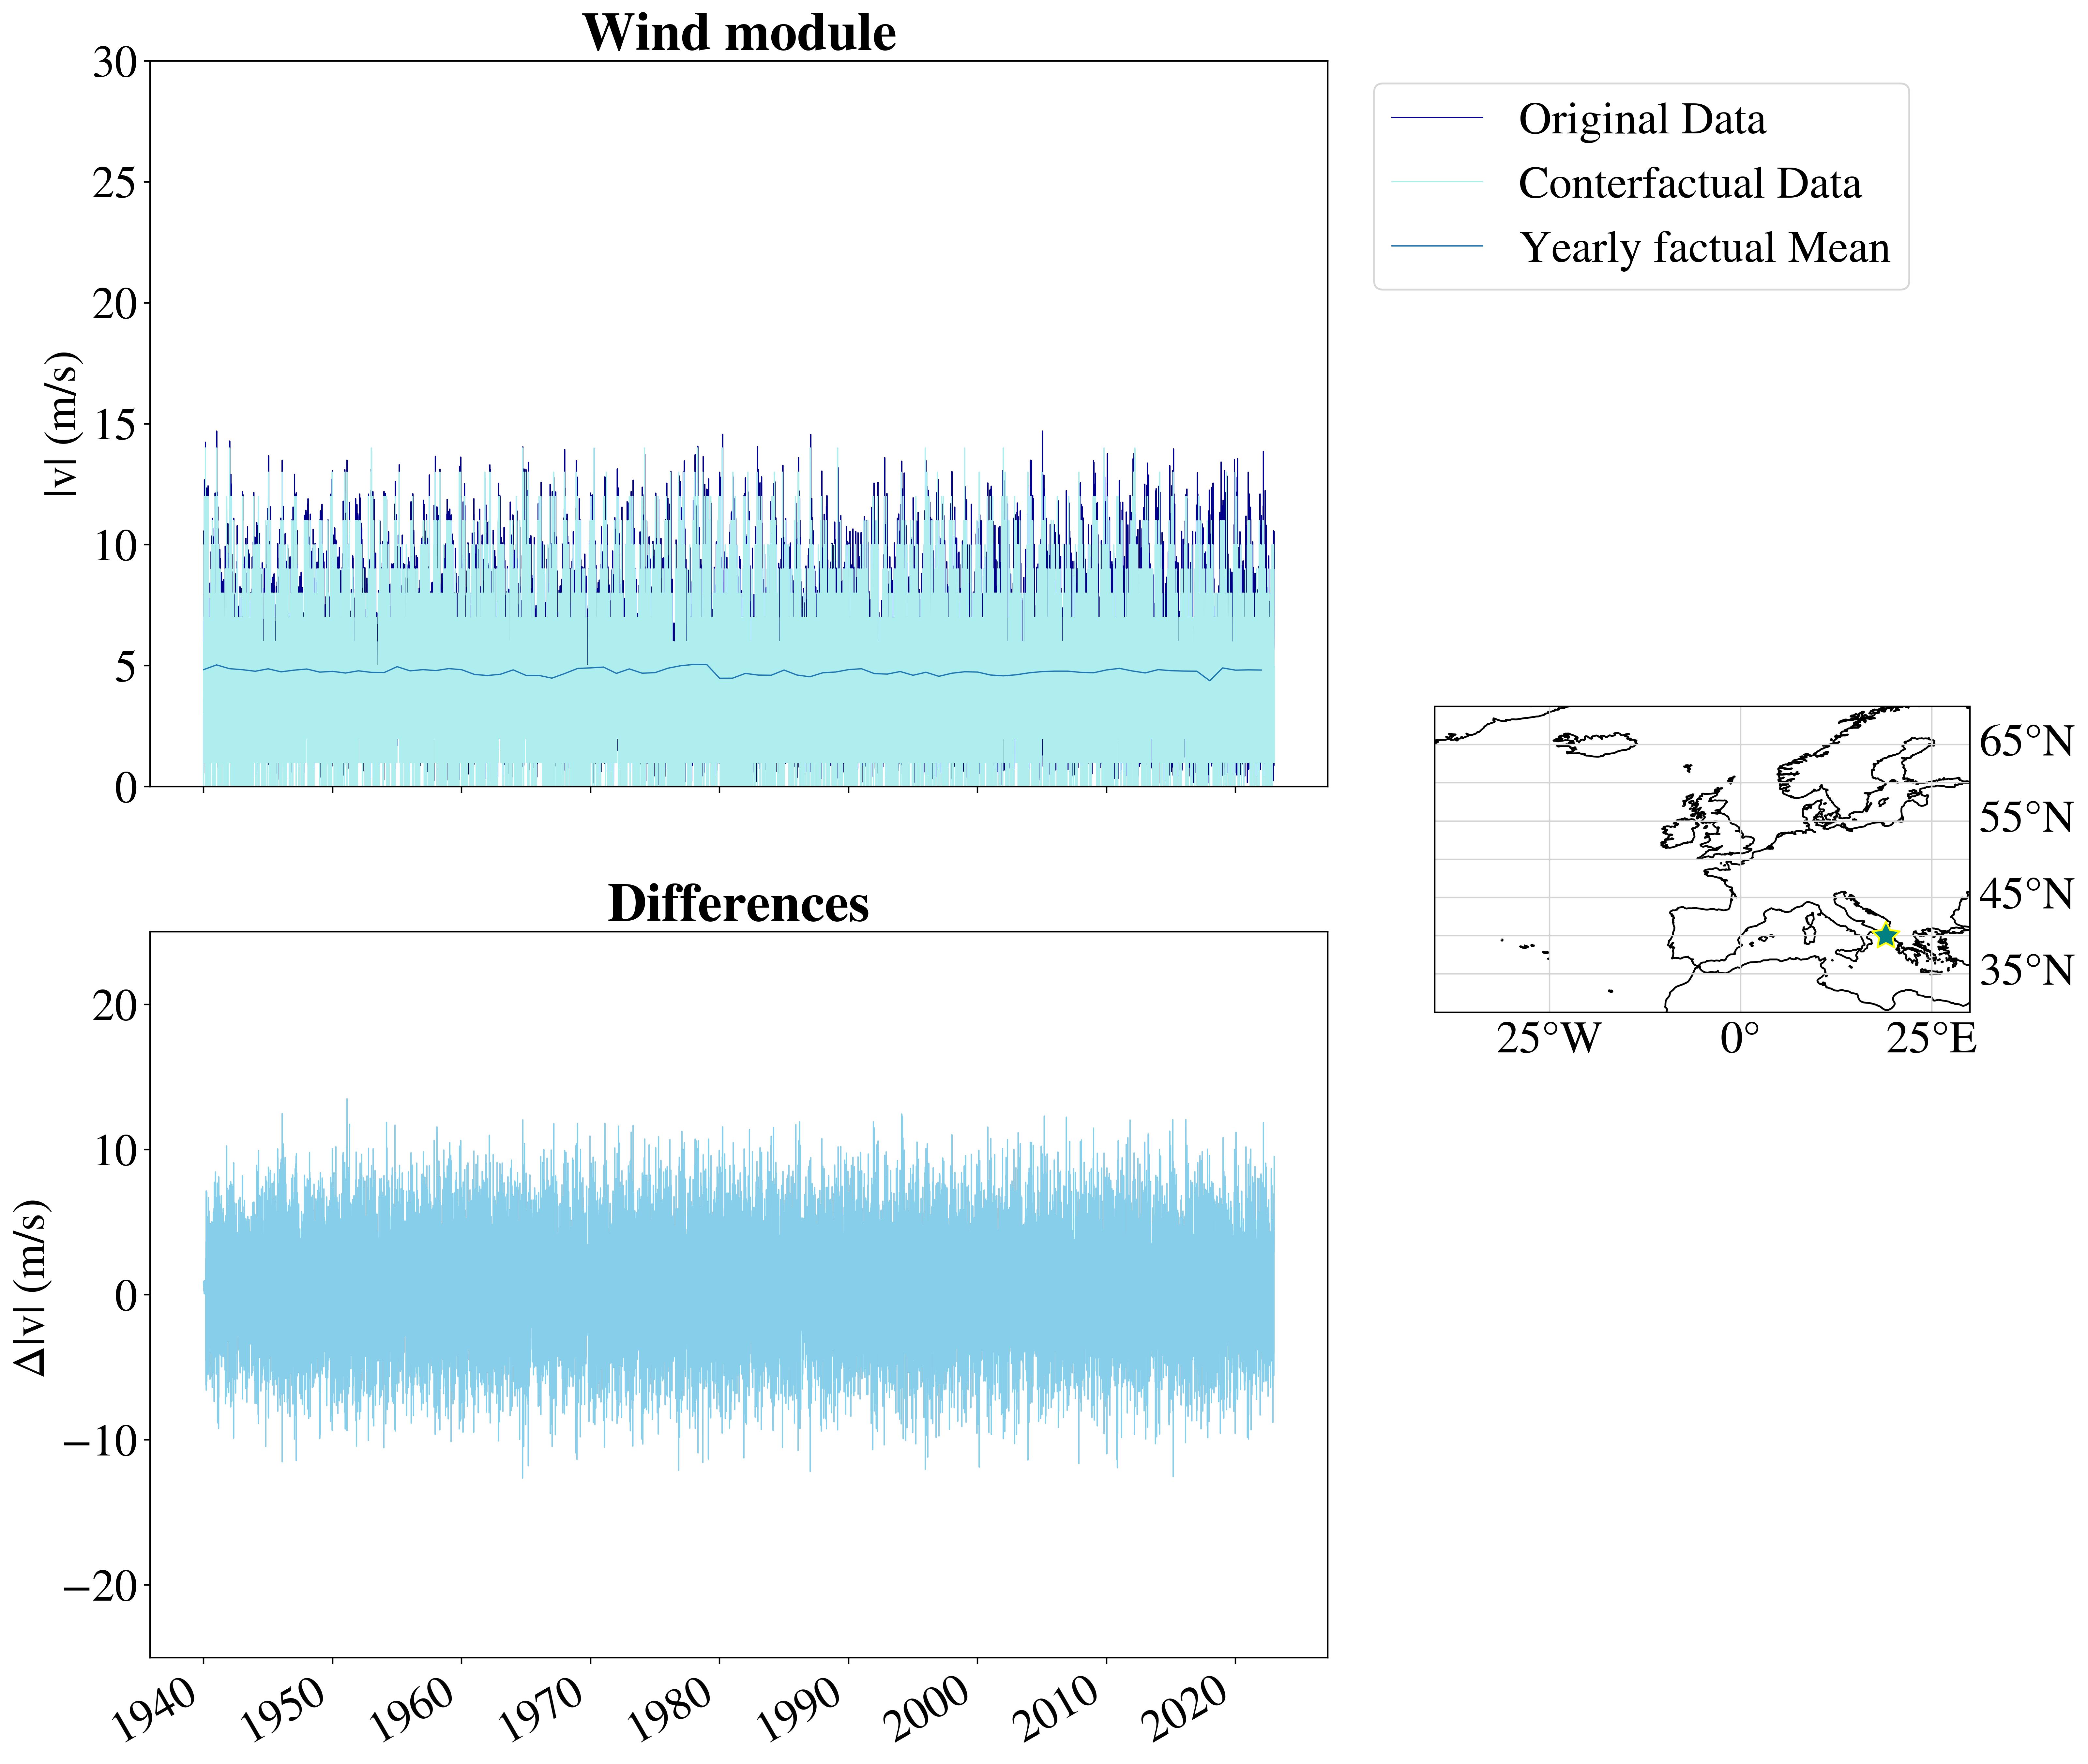 Wind module
30
25
20
15
10
5
0
|v| (m/s)
Original Data
Conterfactual Data
Yearly factual Mean
65°N
55°N
45°N
35°N
25°W 0° 25°E
Differences
20
10
0
−10
−20
Δ|v| (m/s)
1940 1950 1960 1970 1980 1990 2000 2010 2020